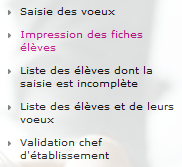 Saisie des voeux
Impression des fiches
élèves
Liste des élèves dont la
saisie est incomplète
Liste des élèves et de leurs
voeux
Validation chef
d'établissement